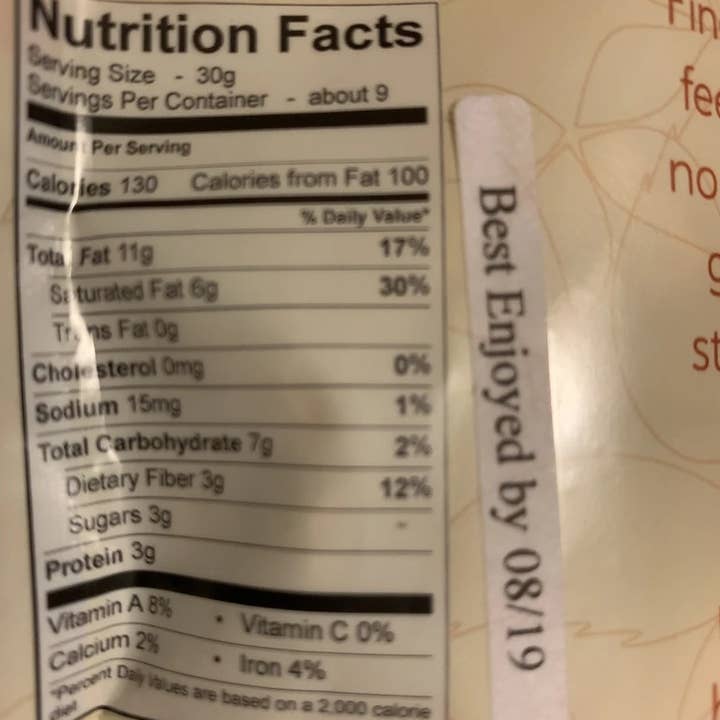 Nutrition Facts
Serving Size - 30g
Servings Per Container - about 9
Amount Per Serving
Calories 130 Calories from Fat 100
% Daily Value*
Total Fat 11g 17%
Saturated Fat 6g 30%
Trans Fat 0g
Cholesterol 0mg 0%
Sodium 15mg 1%
Total Carbohydrate 7g 2%
Dietary Fiber 3g 12%
Sugars 3g -
Protein 3g
Vitamin A 8% • Vitamin C 0%
Calcium 2% • Iron 4%
*Percent Daily Values are based on a 2,000 calorie
diet
Best Enjoyed by 08/19
no
st